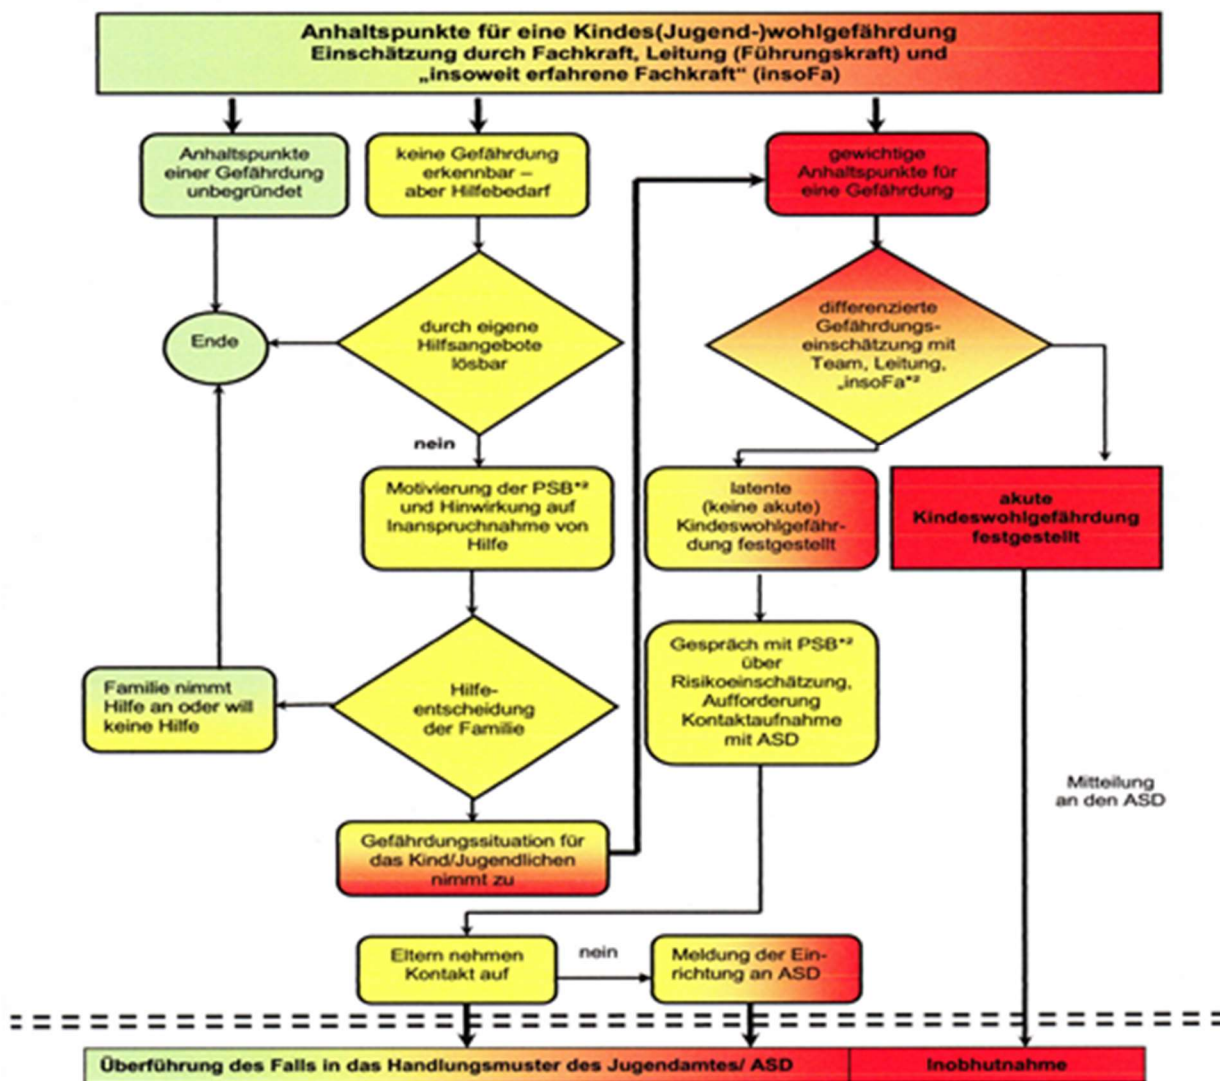 Anhaltspunkte für eine Kindes(Jugend-)wohlgefährdung
Einschätzung durch Fachkraft, Leitung (Führungskraft) und
„insoweit erfahrene Fachkraft“ (insoFa)
Anhaltspunkte
einer Gefährdung
unbegründet
keine Gefährdung
erkennbar –
aber Hilfebedarf
gewichtige
Anhaltspunkte für
eine Gefährdung
Ende
durch eigene
Hilfsangebote
lösbar
differenzierte
Gefährdungs-
einschätzung mit
Team, Leitung,
„insoFa*²
nein
Motivierung der PSB*²
und Hinwirkung auf
Inanspruchnahme von
Hilfe
latente
(keine akute)
Kindeswohlgefähr-
dung festgestellt
akute
Kindeswohlgefährdung
festgestellt
Familie nimmt
Hilfe an oder will
keine Hilfe
Hilfe-
entscheidung
der Familie
Gespräch mit PSB*²
über
Risikoeinschätzung,
Aufforderung
Kontaktaufnahme
mit ASD
Mitteilung
an den ASD
Gefährdungssituation für
das Kind/Jugendlichen
nimmt zu
Eltern nehmen
Kontakt auf
nein
Meldung der Ein-
richtung an ASD
Überführung des Falls in das Handlungsmuster des Jugendamtes/ ASD
Inobhutnahme